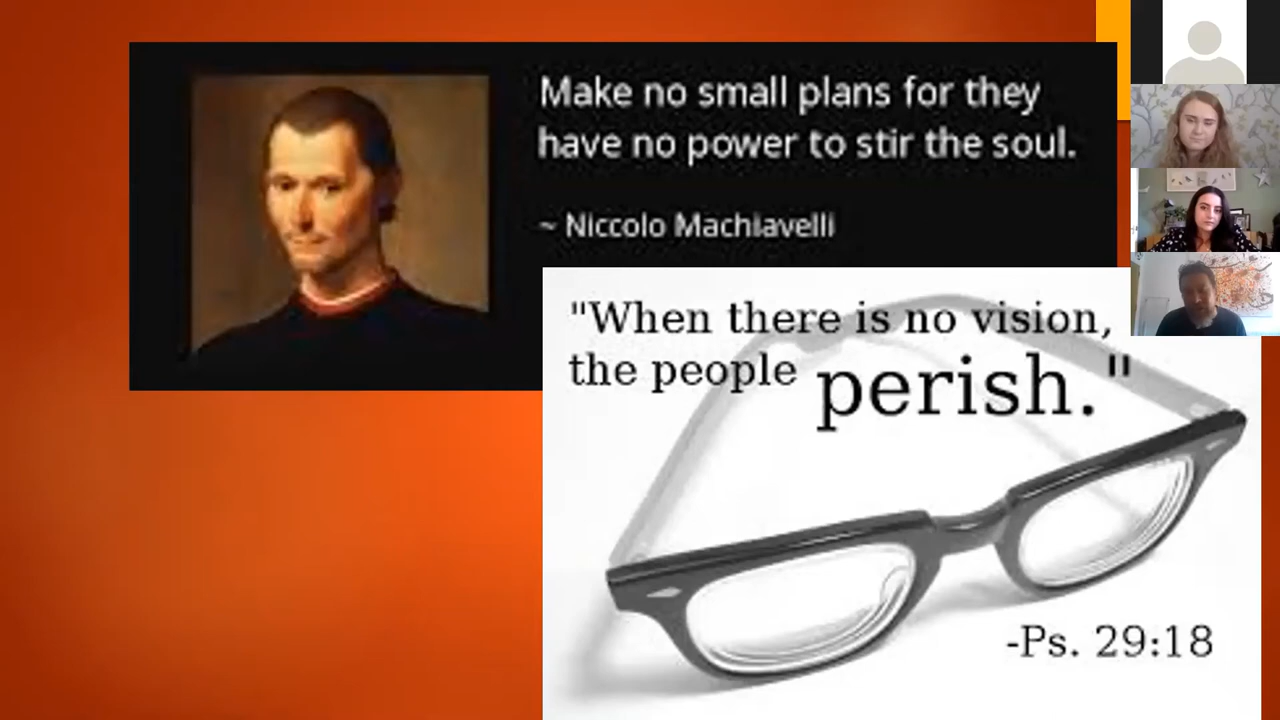 Make no small plans for they
have no power to stir the soul.
~ Niccolo Machiavelli
"When there is no vision,
the people perish."
-Ps. 29:18